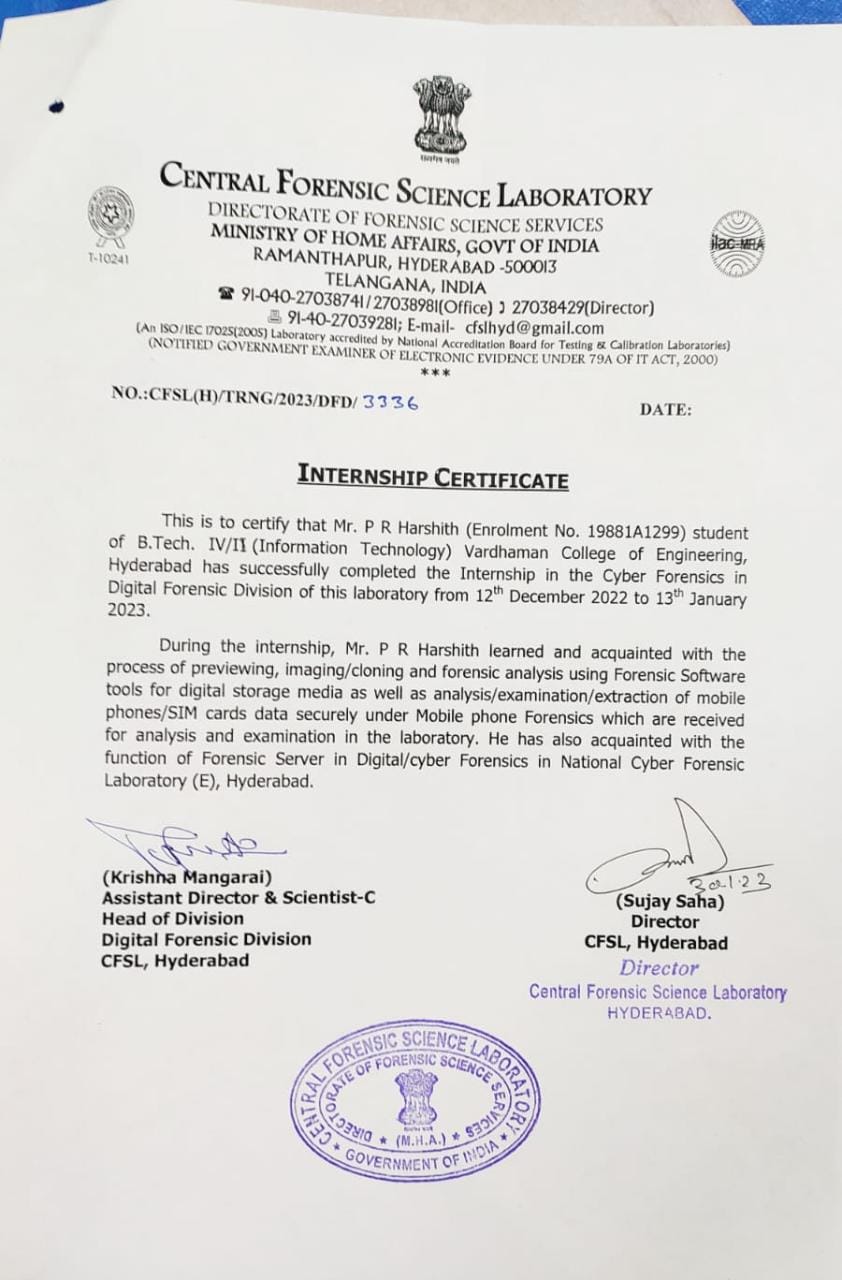 सत्यमेव जयते
CENTRAL FORENSIC SCIENCE LABORATORY
DIRECTORATE OF FORENSIC SCIENCE SERVICES
MINISTRY OF HOME AFFAIRS, GOVT OF INDIA
RAMANTHAPUR, HYDERABAD -500013
TELANGANA, INDIA
T-10241
ilac-MRA
☎ 91-040-27038741/27038981(Office) 27038429(Director)
91-40-27039281; E-mail- cfslhyd@gmail.com
(An ISO/IEC 17025(2005) Laboratory accredited by National Accreditation Board for Testing & Calibration Laboratories)
(NOTIFIED GOVERNMENT EXAMINER OF ELECTRONIC EVIDENCE UNDER 79A OF IT ACT, 2000)
***
NO.:CFSL(H)/TRNG/2023/DFD/ 3336
DATE:
INTERNSHIP CERTIFICATE
This is to certify that Mr. P R Harshith (Enrolment No. 19881A1299) student
of B.Tech. IV/II (Information Technology) Vardhaman College of Engineering,
Hyderabad has successfully completed the Internship in the Cyber Forensics in
Digital Forensic Division of this laboratory from 12th December 2022 to 13th January
2023.
During the internship, Mr. P R Harshith learned and acquainted with the
process of previewing, imaging/cloning and forensic analysis using Forensic Software
tools for digital storage media as well as analysis/examination/extraction of mobile
phones/SIM cards data securely under Mobile phone Forensics which are received
for analysis and examination in the laboratory. He has also acquainted with the
function of Forensic Server in Digital/cyber Forensics in National Cyber Forensic
Laboratory (E), Hyderabad.
(Krishna Mangarai)
Assistant Director & Scientist-C
Head of Division
Digital Forensic Division
CFSL, Hyderabad
(Sujay Saha)
Director
CFSL, Hyderabad
Director
Central Forensic Science Laboratory
HYDERABAD.
CENTRAL FORENSIC SCIENCE LABORATORY
DIRECTORATE OF FORENSIC SCIENCE SERVICES
★ (M.H.A.) ★
★ GOVERNMENT OF INDIA ★